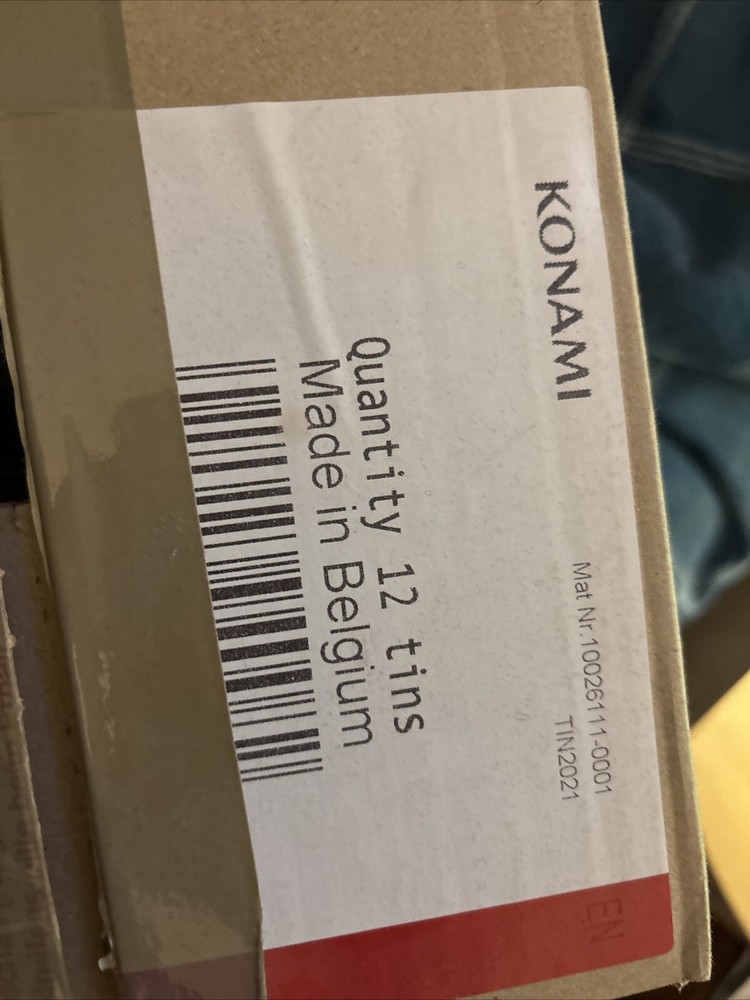 KONAMI
Mat Nr.10026111-0001
TIN2021
Quantity 12 tins
Made in Belgium
EN